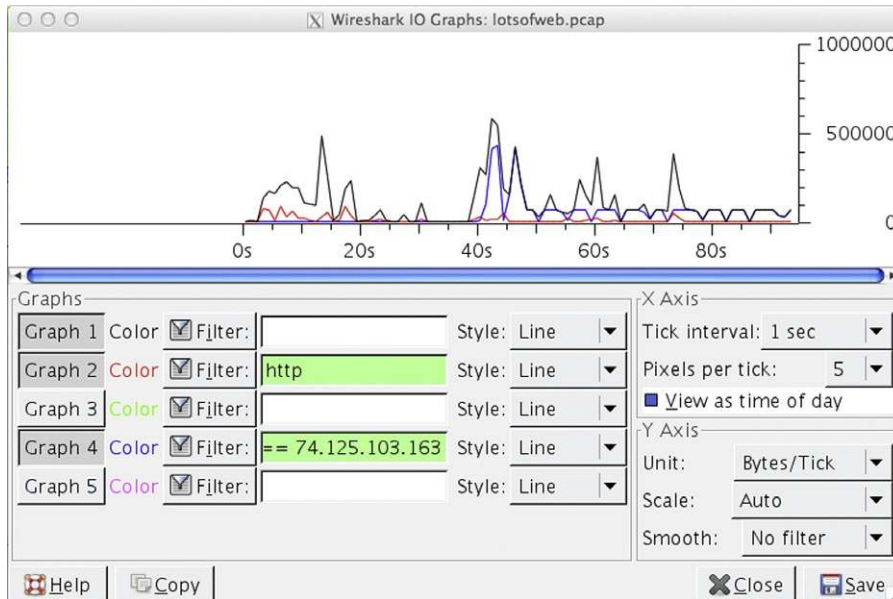 Wireshark IO Graphs: lotsofweb.pcap
1000000
500000
0
0s 20s 40s 60s 80s
Graphs
Graph 1 Color Filter: Style: Line
Graph 2 Color Filter: http Style: Line
Graph 3 Color Filter: Style: Line
Graph 4 Color Filter: == 74.125.103.163 Style: Line
Graph 5 Color Filter: Style: Line
X Axis
Tick interval: 1 sec
Pixels per tick: 5
View as time of day
Y Axis
Unit: Bytes/Tick
Scale: Auto
Smooth: No filter
Help Copy Close Save